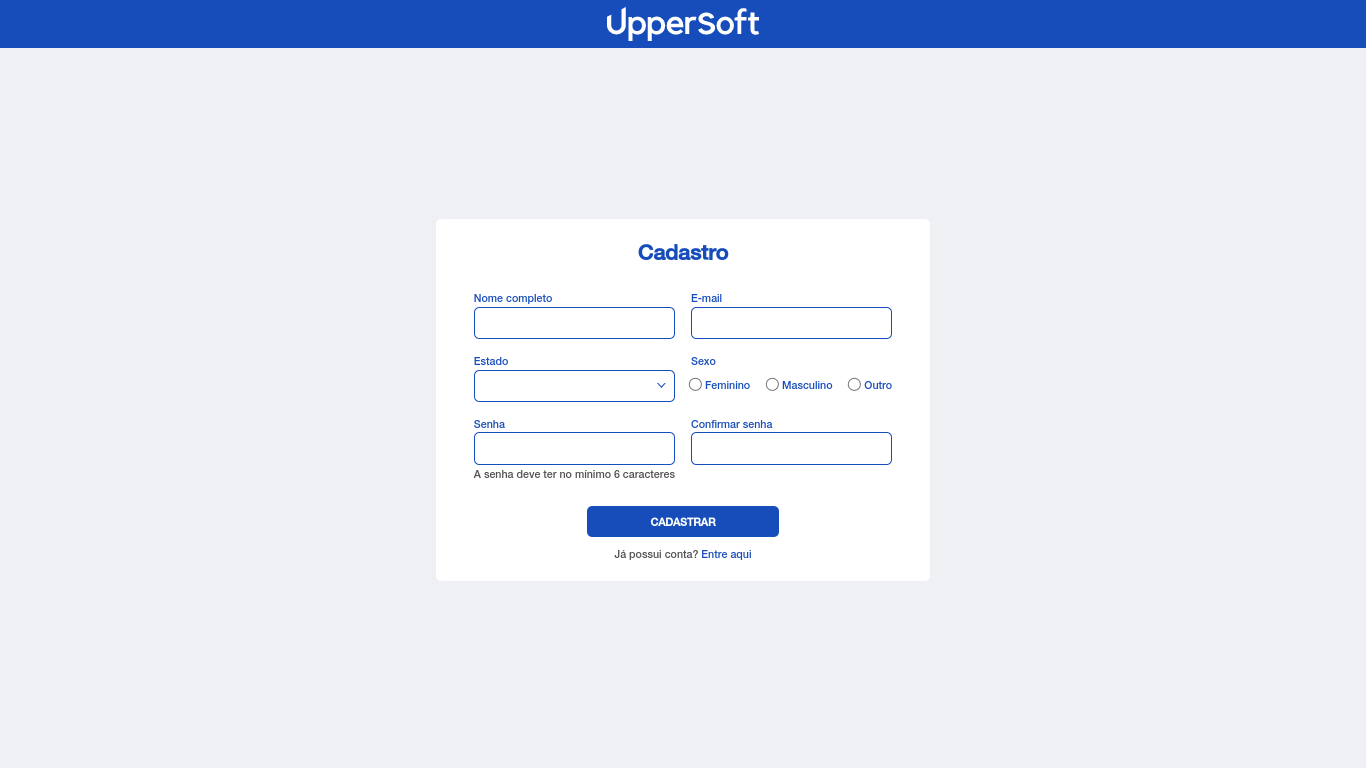 UpperSoft
Cadastro
Nome completo
E-mail
Estado
Sexo
Feminino Masculino Outro
Senha
Confirmar senha
A senha deve ter no mínimo 6 caracteres
CADASTRAR
Já possui conta? Entre aqui